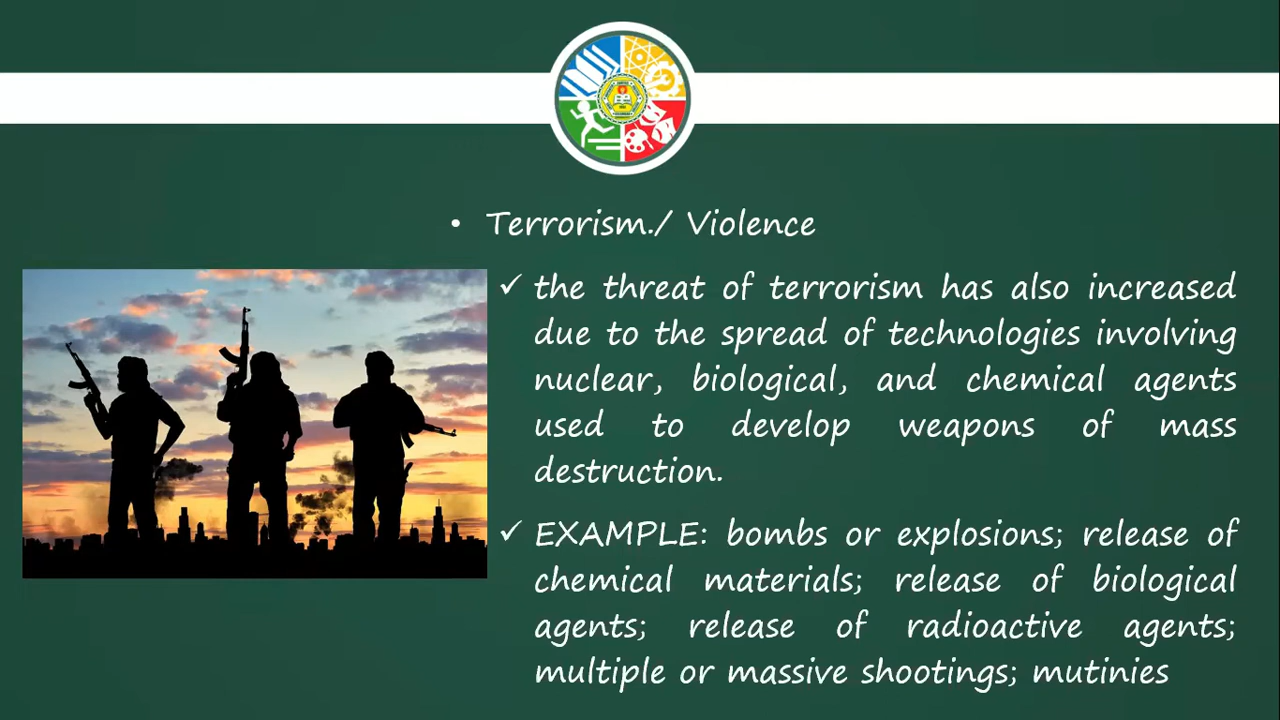 • Terrorism./ Violence
✓ the threat of terrorism has also increased
due to the spread of technologies involving
nuclear, biological, and chemical agents
used to develop weapons of mass
destruction.
✓ EXAMPLE: bombs or explosions; release of
chemical materials; release of biological
agents; release of radioactive agents;
multiple or massive shootings; mutinies